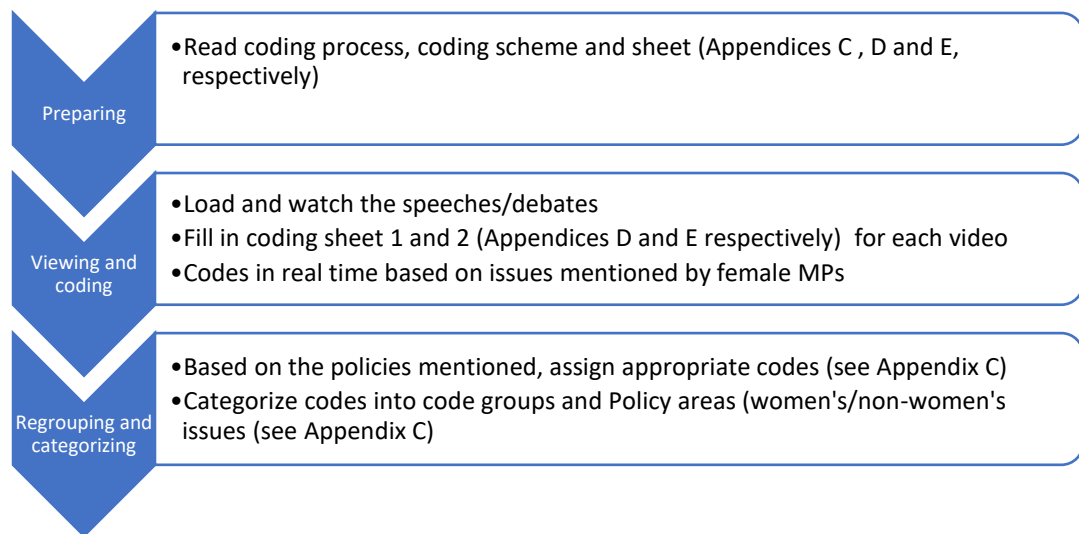 Preparing
•Read coding process, coding scheme and sheet (Appendices C , D and E,
respectively)
Viewing and
coding
•Load and watch the speeches/debates
•Fill in coding sheet 1 and 2 (Appendices D and E respectively)  for each video
•Codes in real time based on issues mentioned by female MPs
Regrouping and
categorizing
•Based on the policies mentioned, assign appropriate codes (see Appendix C)
•Categorize codes into code groups and Policy areas (women's/non-women's
issues (see Appendix C)